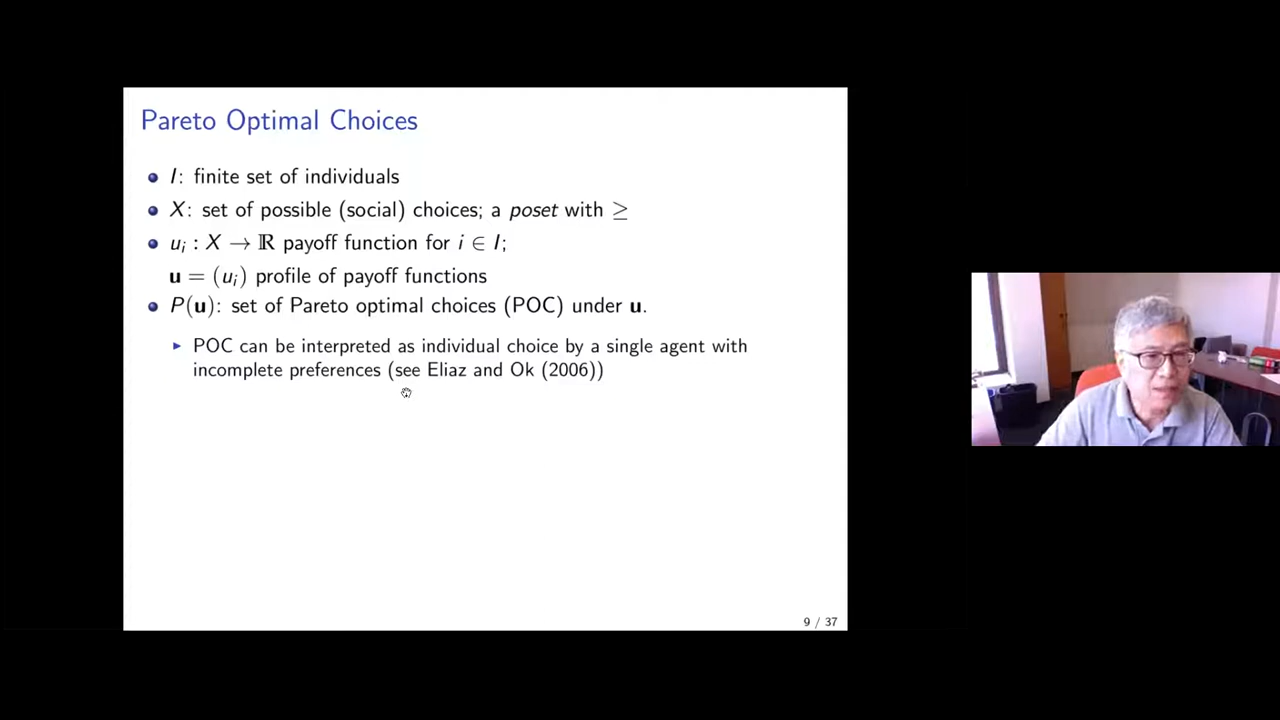 Pareto Optimal Choices
I: finite set of individuals
X: set of possible (social) choices; a poset with ≥
uᵢ : X → ℝ payoff function for i ∈ I;
u = (uᵢ) profile of payoff functions
P(u): set of Pareto optimal choices (POC) under u.
POC can be interpreted as individual choice by a single agent with
incomplete preferences (see Eliaz and Ok (2006))
9 / 37